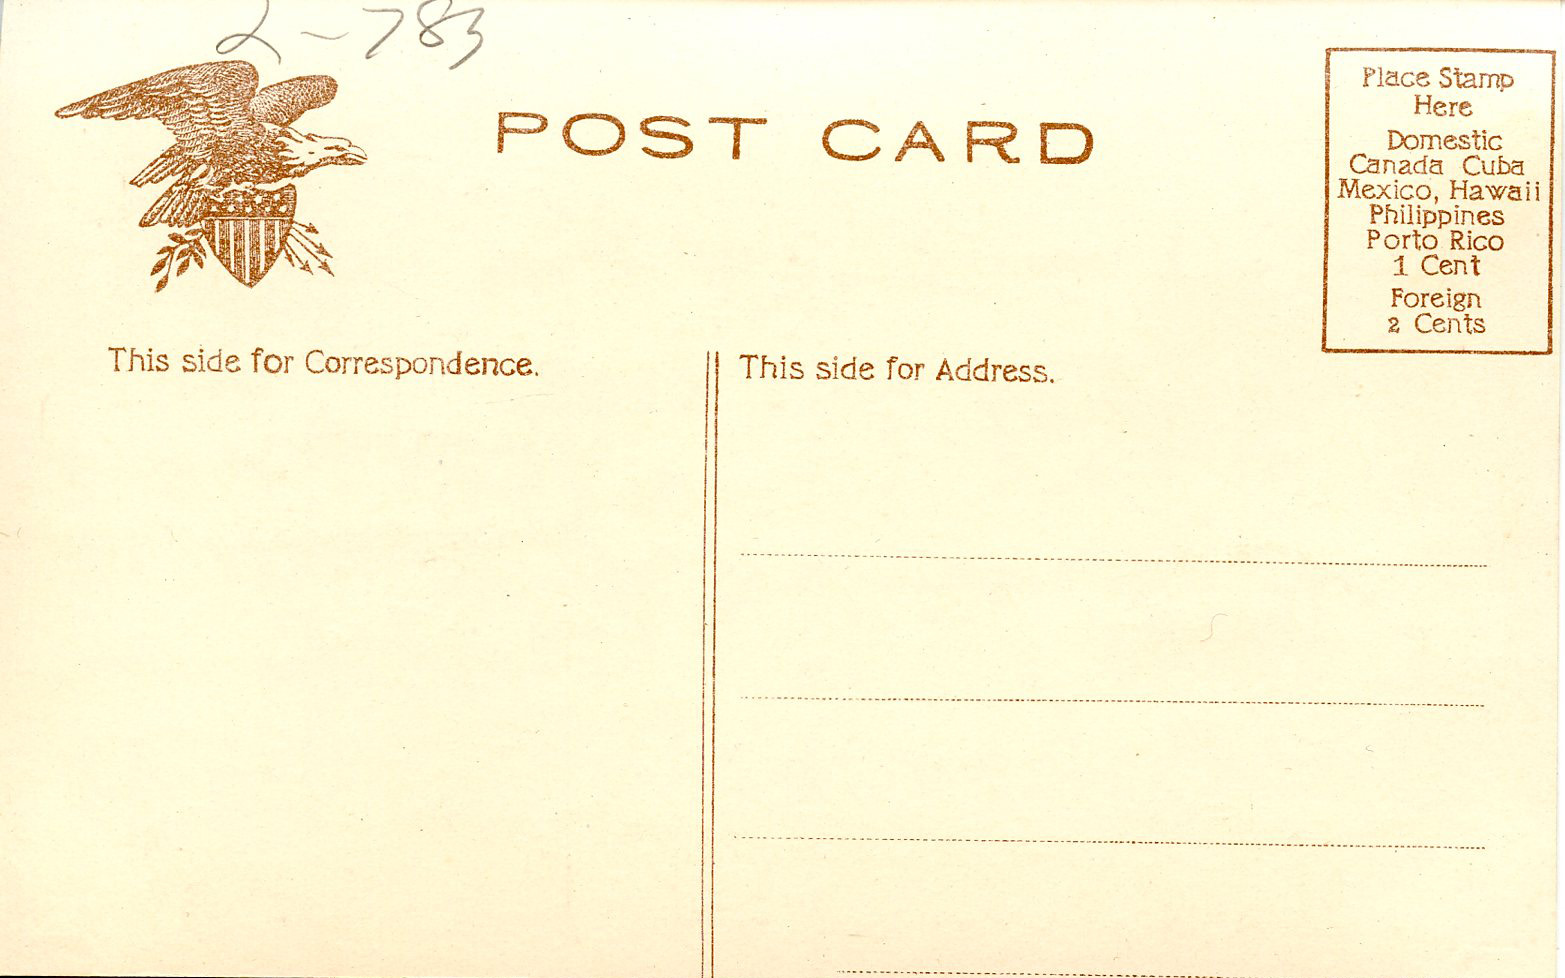 2-783
POST CARD
Place Stamp
Here
Domestic
Canada Cuba
Mexico, Hawaii
Philippines
Porto Rico
1 Cent
Foreign
2 Cents
This side for Correspondence.
This side for Address.